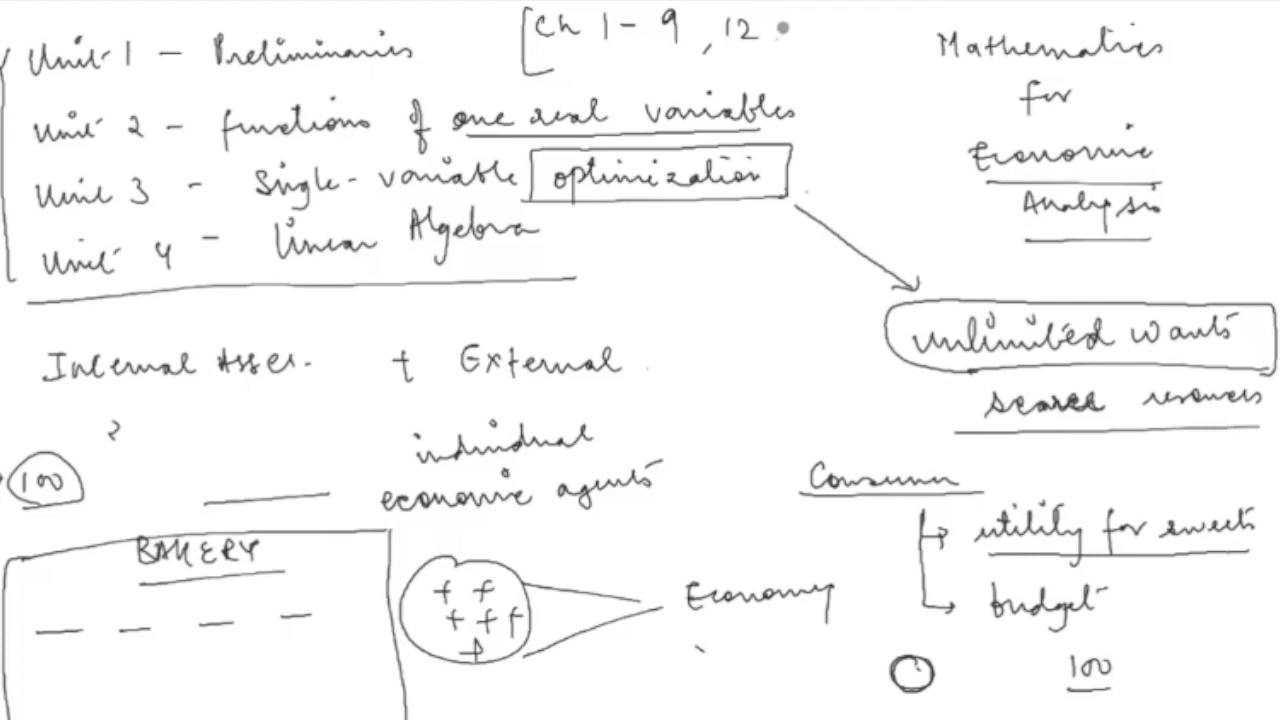 [Ch 1 - 9, 12
Unit 1 - Preliminaries
Unit 2 - functions of one real variables
Unit 3 - Single-variable optimization
Unit 4 - Linear Algebra
Mathematics
for
Economic
Analysis
unlimited wants
scarce resources
Internal Asses. + External
?
100
individual
economic agents
BAKERY
+ +
+ + +
+
Economy
Consumer
utility for sweets
budget
100